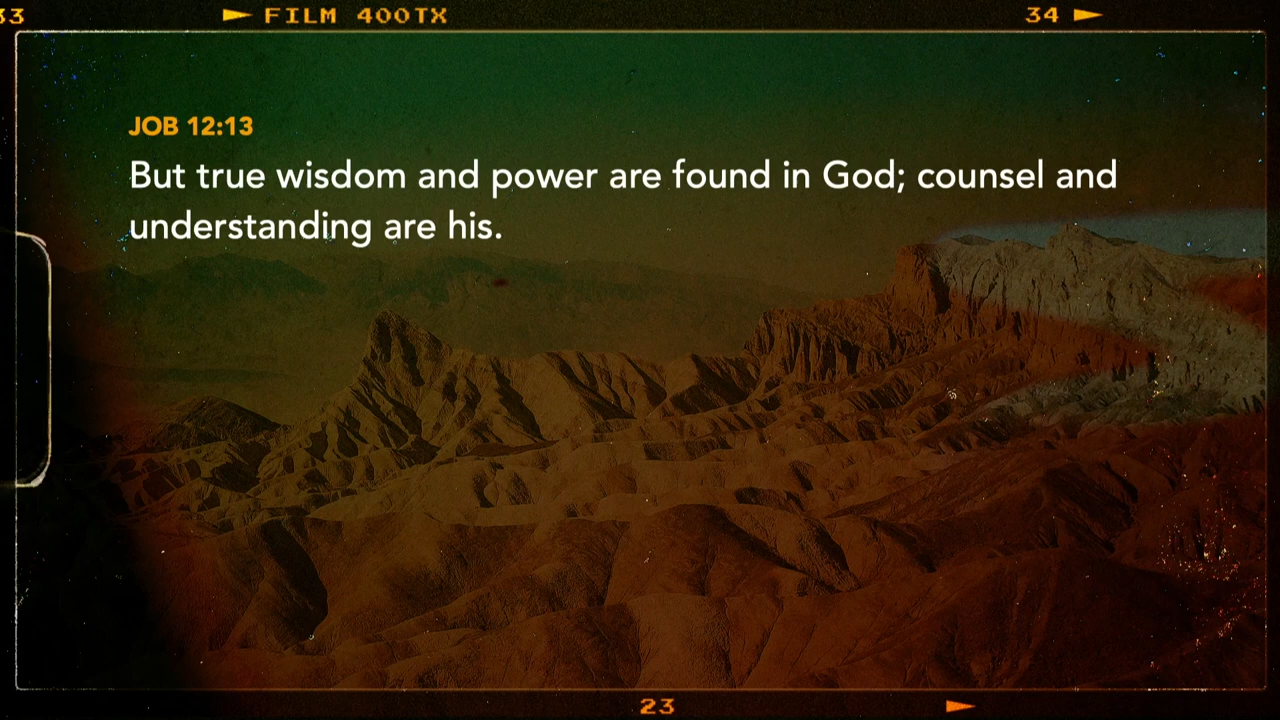 33 FILM 400TX 34
JOB 12:13
But true wisdom and power are found in God; counsel and
understanding are his.
23